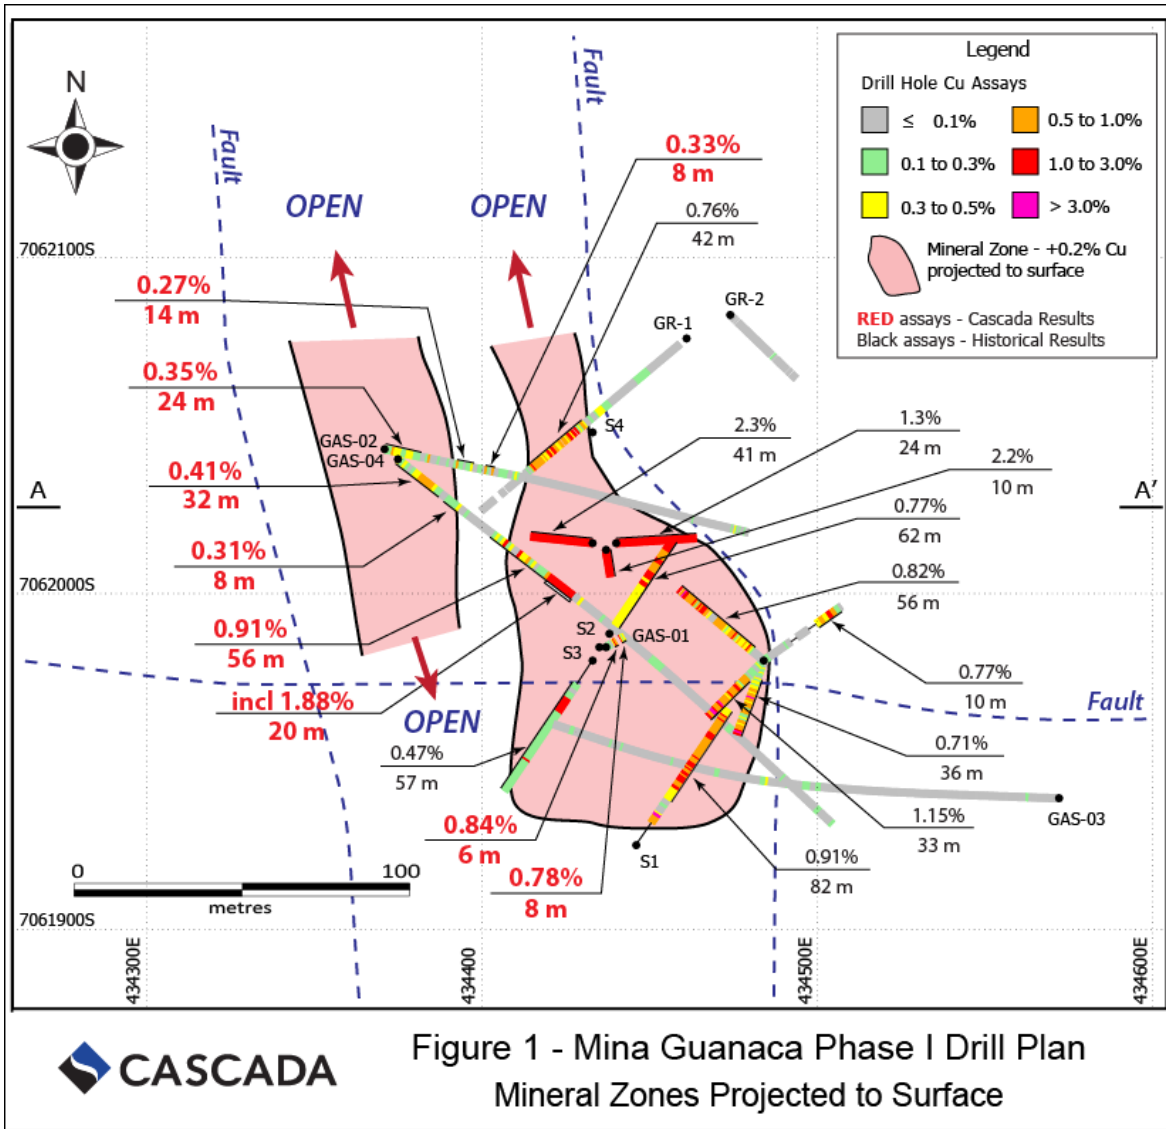 Legend
Drill Hole Cu Assays
≤ 0.1%
0.5 to 1.0%
0.1 to 0.3%
1.0 to 3.0%
0.3 to 0.5%
> 3.0%
Mineral Zone - +0.2% Cu
projected to surface
RED assays - Cascada Results
Black assays - Historical Results
N
Fault
Fault
OPEN
OPEN
0.33%
8 m
0.76%
42 m
7062100S
0.27%
14 m
GR-2
GR-1
0.35%
24 m
GAS-02
GAS-04
S4
2.3%
41 m
1.3%
24 m
2.2%
10 m
0.41%
32 m
A
A'
0.77%
62 m
0.31%
8 m
7062000S
0.82%
56 m
0.91%
56 m
S2
GAS-01
S3
0.77%
10 m
incl 1.88%
20 m
OPEN
Fault
0.47%
57 m
0.71%
36 m
GAS-03
0.84%
6 m
1.15%
33 m
S1
0.91%
82 m
0.78%
8 m
0
100
metres
7061900S
434300E
434400
434500E
434600E
CASCADA
Figure 1 - Mina Guanaca Phase I Drill Plan
Mineral Zones Projected to Surface